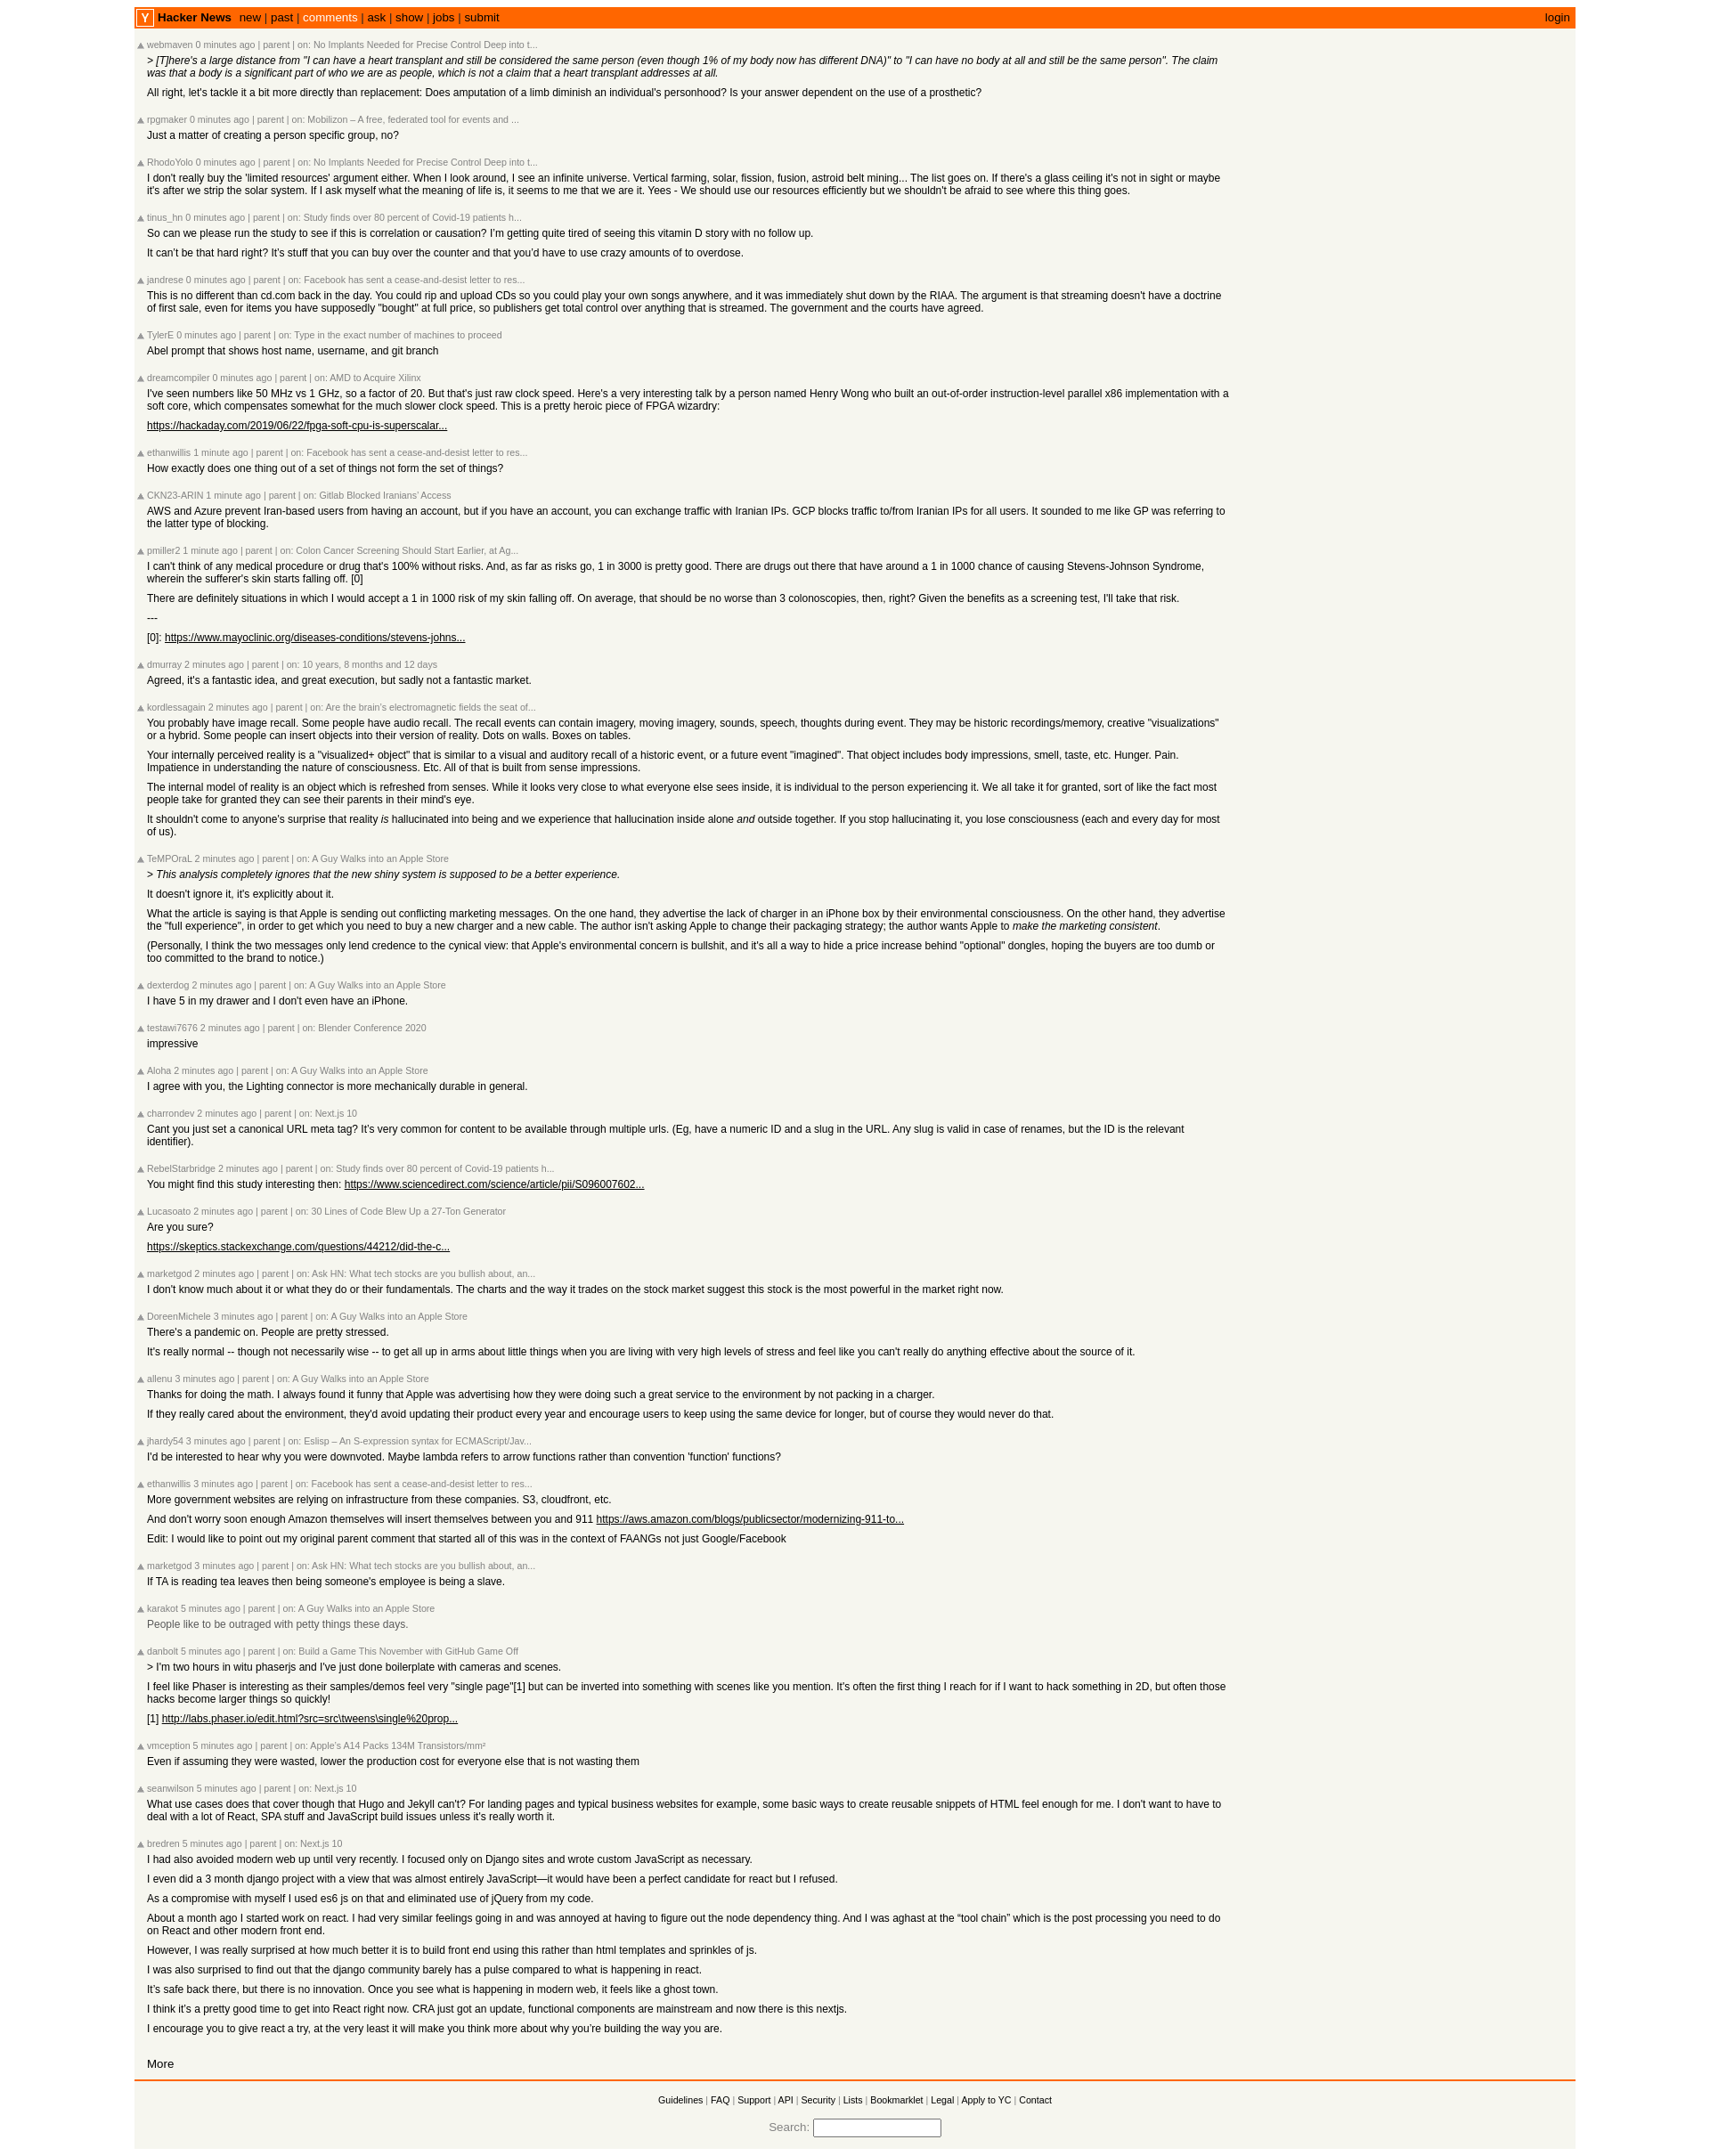 Y Hacker News new | past | comments | ask | show | jobs | submit login
webmaven 0 minutes ago | parent | on: No Implants Needed for Precise Control Deep into t...
> [T]here's a large distance from "I can have a heart transplant and still be considered the same person (even though 1% of my body now has different DNA)" to "I can have no body at all and still be the same person". The claim
was that a body is a significant part of who we are as people, which is not a claim that a heart transplant addresses at all.
All right, let's tackle it a bit more directly than replacement: Does amputation of a limb diminish an individual's personhood? Is your answer dependent on the use of a prosthetic?
rpgmaker 0 minutes ago | parent | on: Mobilizon – A free, federated tool for events and ...
Just a matter of creating a person specific group, no?
RhodoYolo 0 minutes ago | parent | on: No Implants Needed for Precise Control Deep into t...
I don't really buy the 'limited resources' argument either. When I look around, I see an infinite universe. Vertical farming, solar, fission, fusion, astroid belt mining... The list goes on. If there's a glass ceiling it's not in sight or maybe
it's after we strip the solar system. If I ask myself what the meaning of life is, it seems to me that we are it. Yees - We should use our resources efficiently but we shouldn't be afraid to see where this thing goes.
tinus_hn 0 minutes ago | parent | on: Study finds over 80 percent of Covid-19 patients h...
So can we please run the study to see if this is correlation or causation? I’m getting quite tired of seeing this vitamin D story with no follow up.
It can’t be that hard right? It’s stuff that you can buy over the counter and that you’d have to use crazy amounts of to overdose.
jandrese 0 minutes ago | parent | on: Facebook has sent a cease-and-desist letter to res...
This is no different than cd.com back in the day. You could rip and upload CDs so you could play your own songs anywhere, and it was immediately shut down by the RIAA. The argument is that streaming doesn't have a doctrine
of first sale, even for items you have supposedly "bought" at full price, so publishers get total control over anything that is streamed. The government and the courts have agreed.
TylerE 0 minutes ago | parent | on: Type in the exact number of machines to proceed
Abel prompt that shows host name, username, and git branch
dreamcompiler 0 minutes ago | parent | on: AMD to Acquire Xilinx
I've seen numbers like 50 MHz vs 1 GHz, so a factor of 20. But that's just raw clock speed. Here's a very interesting talk by a person named Henry Wong who built an out-of-order instruction-level parallel x86 implementation with a
soft core, which compensates somewhat for the much slower clock speed. This is a pretty heroic piece of FPGA wizardry:
https://hackaday.com/2019/06/22/fpga-soft-cpu-is-superscalar...
ethanwillis 1 minute ago | parent | on: Facebook has sent a cease-and-desist letter to res...
How exactly does one thing out of a set of things not form the set of things?
CKN23-ARIN 1 minute ago | parent | on: Gitlab Blocked Iranians' Access
AWS and Azure prevent Iran-based users from having an account, but if you have an account, you can exchange traffic with Iranian IPs. GCP blocks traffic to/from Iranian IPs for all users. It sounded to me like GP was referring to
the latter type of blocking.
pmiller2 1 minute ago | parent | on: Colon Cancer Screening Should Start Earlier, at Ag...
I can't think of any medical procedure or drug that's 100% without risks. And, as far as risks go, 1 in 3000 is pretty good. There are drugs out there that have around a 1 in 1000 chance of causing Stevens-Johnson Syndrome,
wherein the sufferer's skin starts falling off. [0]
There are definitely situations in which I would accept a 1 in 1000 risk of my skin falling off. On average, that should be no worse than 3 colonoscopies, then, right? Given the benefits as a screening test, I'll take that risk.
---
[0]: https://www.mayoclinic.org/diseases-conditions/stevens-johns...
dmurray 2 minutes ago | parent | on: 10 years, 8 months and 12 days
Agreed, it's a fantastic idea, and great execution, but sadly not a fantastic market.
kordlessagain 2 minutes ago | parent | on: Are the brain's electromagnetic fields the seat of...
You probably have image recall. Some people have audio recall. The recall events can contain imagery, moving imagery, sounds, speech, thoughts during event. They may be historic recordings/memory, creative "visualizations"
or a hybrid. Some people can insert objects into their version of reality. Dots on walls. Boxes on tables.
Your internally perceived reality is a "visualized+ object" that is similar to a visual and auditory recall of a historic event, or a future event "imagined". That object includes body impressions, smell, taste, etc. Hunger. Pain.
Impatience in understanding the nature of consciousness. Etc. All of that is built from sense impressions.
The internal model of reality is an object which is refreshed from senses. While it looks very close to what everyone else sees inside, it is individual to the person experiencing it. We all take it for granted, sort of like the fact most
people take for granted they can see their parents in their mind's eye.
It shouldn't come to anyone's surprise that reality is hallucinated into being and we experience that hallucination inside alone and outside together. If you stop hallucinating it, you lose consciousness (each and every day for most
of us).
TeMPOraL 2 minutes ago | parent | on: A Guy Walks into an Apple Store
> This analysis completely ignores that the new shiny system is supposed to be a better experience.
It doesn't ignore it, it's explicitly about it.
What the article is saying is that Apple is sending out conflicting marketing messages. On the one hand, they advertise the lack of charger in an iPhone box by their environmental consciousness. On the other hand, they advertise
the "full experience", in order to get which you need to buy a new charger and a new cable. The author isn't asking Apple to change their packaging strategy; the author wants Apple to make the marketing consistent.
(Personally, I think the two messages only lend credence to the cynical view: that Apple's environmental concern is bullshit, and it's all a way to hide a price increase behind "optional" dongles, hoping the buyers are too dumb or
too committed to the brand to notice.)
dexterdog 2 minutes ago | parent | on: A Guy Walks into an Apple Store
I have 5 in my drawer and I don't even have an iPhone.
testawi7676 2 minutes ago | parent | on: Blender Conference 2020
impressive
Aloha 2 minutes ago | parent | on: A Guy Walks into an Apple Store
I agree with you, the Lighting connector is more mechanically durable in general.
charrondev 2 minutes ago | parent | on: Next.js 10
Cant you just set a canonical URL meta tag? It’s very common for content to be available through multiple urls. (Eg, have a numeric ID and a slug in the URL. Any slug is valid in case of renames, but the ID is the relevant
identifier).
RebelStarbridge 2 minutes ago | parent | on: Study finds over 80 percent of Covid-19 patients h...
You might find this study interesting then: https://www.sciencedirect.com/science/article/pii/S096007602...
Lucasoato 2 minutes ago | parent | on: 30 Lines of Code Blew Up a 27-Ton Generator
Are you sure?
https://skeptics.stackexchange.com/questions/44212/did-the-c...
marketgod 2 minutes ago | parent | on: Ask HN: What tech stocks are you bullish about, an...
I don't know much about it or what they do or their fundamentals. The charts and the way it trades on the stock market suggest this stock is the most powerful in the market right now.
DoreenMichele 3 minutes ago | parent | on: A Guy Walks into an Apple Store
There's a pandemic on. People are pretty stressed.
It's really normal -- though not necessarily wise -- to get all up in arms about little things when you are living with very high levels of stress and feel like you can't really do anything effective about the source of it.
allenu 3 minutes ago | parent | on: A Guy Walks into an Apple Store
Thanks for doing the math. I always found it funny that Apple was advertising how they were doing such a great service to the environment by not packing in a charger.
If they really cared about the environment, they'd avoid updating their product every year and encourage users to keep using the same device for longer, but of course they would never do that.
jhardy54 3 minutes ago | parent | on: Eslisp – An S-expression syntax for ECMAScript/Jav...
I'd be interested to hear why you were downvoted. Maybe lambda refers to arrow functions rather than convention 'function' functions?
ethanwillis 3 minutes ago | parent | on: Facebook has sent a cease-and-desist letter to res...
More government websites are relying on infrastructure from these companies. S3, cloudfront, etc.
And don't worry soon enough Amazon themselves will insert themselves between you and 911 https://aws.amazon.com/blogs/publicsector/modernizing-911-to...
Edit: I would like to point out my original parent comment that started all of this was in the context of FAANGs not just Google/Facebook
marketgod 3 minutes ago | parent | on: Ask HN: What tech stocks are you bullish about, an...
If TA is reading tea leaves then being someone's employee is being a slave.
karakot 5 minutes ago | parent | on: A Guy Walks into an Apple Store
People like to be outraged with petty things these days.
danbolt 5 minutes ago | parent | on: Build a Game This November with GitHub Game Off
> I'm two hours in witu phaserjs and I've just done boilerplate with cameras and scenes.
I feel like Phaser is interesting as their samples/demos feel very "single page"[1] but can be inverted into something with scenes like you mention. It's often the first thing I reach for if I want to hack something in 2D, but often those
hacks become larger things so quickly!
[1] http://labs.phaser.io/edit.html?src=src\tweens\single%20prop...
vmception 5 minutes ago | parent | on: Apple's A14 Packs 134M Transistors/mm²
Even if assuming they were wasted, lower the production cost for everyone else that is not wasting them
seanwilson 5 minutes ago | parent | on: Next.js 10
What use cases does that cover though that Hugo and Jekyll can't? For landing pages and typical business websites for example, some basic ways to create reusable snippets of HTML feel enough for me. I don't want to have to
deal with a lot of React, SPA stuff and JavaScript build issues unless it's really worth it.
bredren 5 minutes ago | parent | on: Next.js 10
I had also avoided modern web up until very recently. I focused only on Django sites and wrote custom JavaScript as necessary.
I even did a 3 month django project with a view that was almost entirely JavaScript—it would have been a perfect candidate for react but I refused.
As a compromise with myself I used es6 js on that and eliminated use of jQuery from my code.
About a month ago I started work on react. I had very similar feelings going in and was annoyed at having to figure out the node dependency thing. And I was aghast at the “tool chain” which is the post processing you need to do
on React and other modern front end.
However, I was really surprised at how much better it is to build front end using this rather than html templates and sprinkles of js.
I was also surprised to find out that the django community barely has a pulse compared to what is happening in react.
It’s safe back there, but there is no innovation. Once you see what is happening in modern web, it feels like a ghost town.
I think it’s a pretty good time to get into React right now. CRA just got an update, functional components are mainstream and now there is this nextjs.
I encourage you to give react a try, at the very least it will make you think more about why you’re building the way you are.
More
Guidelines | FAQ | Support | API | Security | Lists | Bookmarklet | Legal | Apply to YC | Contact
Search: